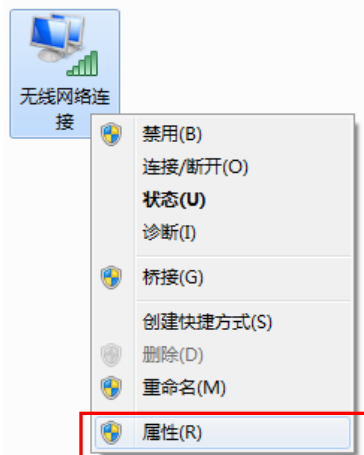 无线网络连
接
禁用(B)
连接/断开(O)
状态(U)
诊断(I)
桥接(G)
创建快捷方式(S)
删除(D)
重命名(M)
属性(R)